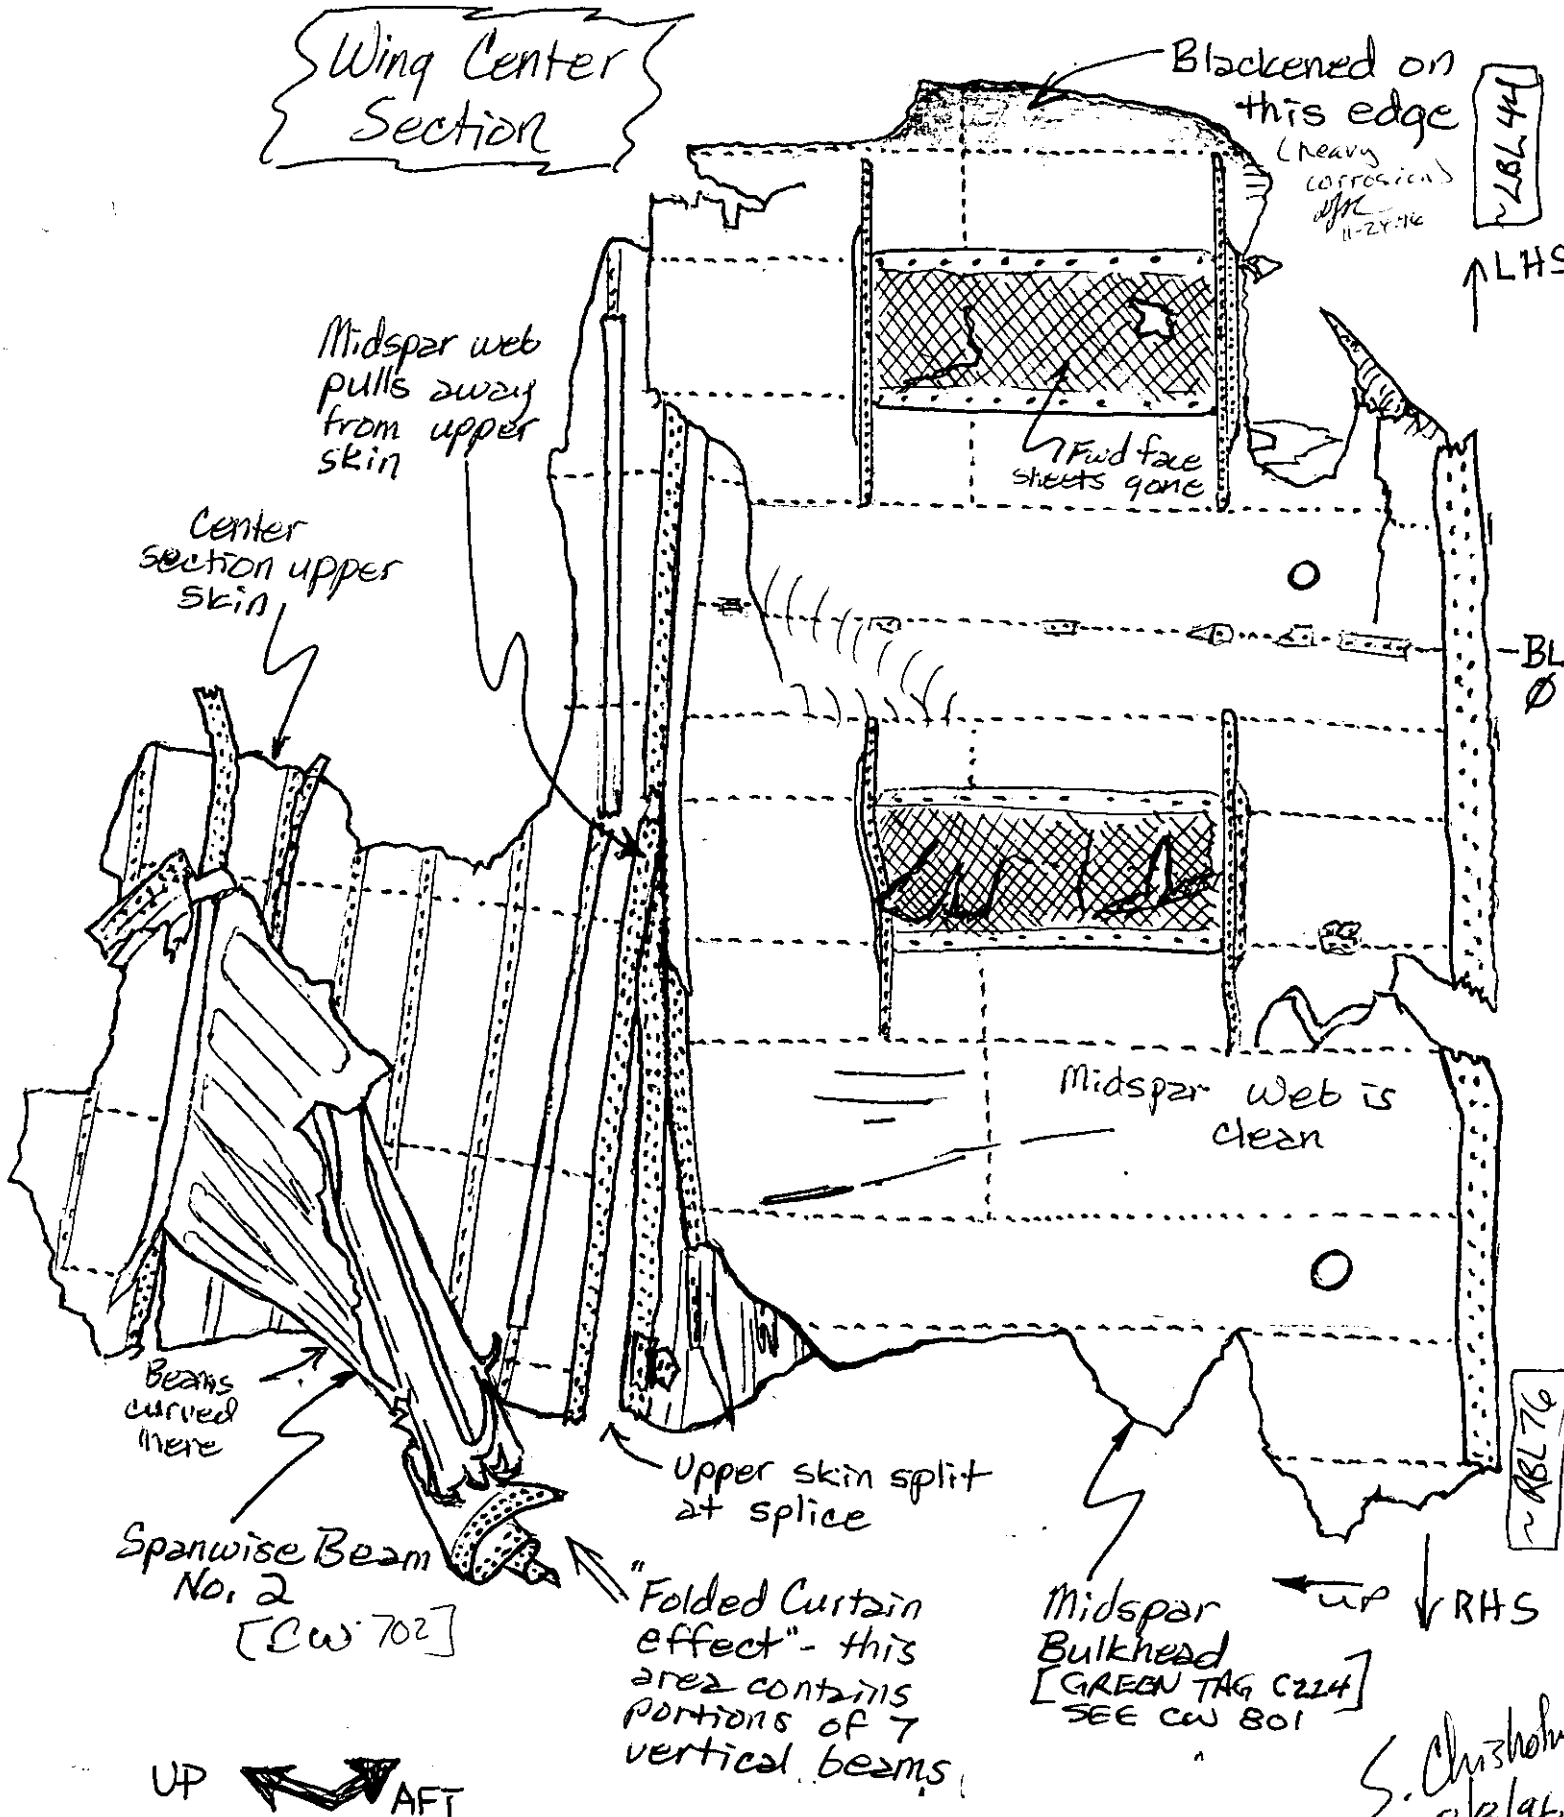 Wing Center
Section
Blackened on
this edge
(heavy
corrosion)
11-24-96
~LBL 44
LHS
Midspar web
pulls away
from upper
skin
Fwd face
sheets gone
Center
section upper
skin
BL
Ø
Midspar web is
clean
Beams
curved
here
Upper skin split
at splice
~RBL 76
Spanwise Beam
No. 2
[CW 702]
"Folded Curtain
effect" - this
area contains
portions of 7
vertical beams
Midspar
Bulkhead
[GREEN TAG C224]
SEE CW 801
UP
RHS
UP
AFT
S. Chisholm